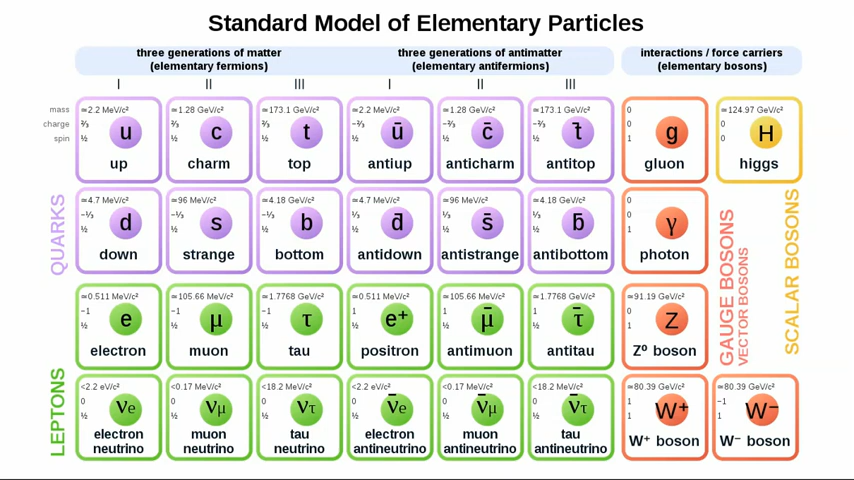 Standard Model of Elementary Particles
three generations of matter
(elementary fermions)
three generations of antimatter
(elementary antifermions)
interactions / force carriers
(elementary bosons)
I II III I II III
mass
charge
spin
≃2.2 MeV/c²
⅔
½
u
up
≃1.28 GeV/c²
⅔
½
c
charm
≃173.1 GeV/c²
⅔
½
t
top
≃2.2 MeV/c²
−⅔
½
ū
antiup
≃1.28 GeV/c²
−⅔
½
c̄
anticharm
≃173.1 GeV/c²
−⅔
½
t̄
antitop
0
0
1
g
gluon
≃124.97 GeV/c²
0
0
H
higgs
QUARKS
≃4.7 MeV/c²
−⅓
½
d
down
≃96 MeV/c²
−⅓
½
s
strange
≃4.18 GeV/c²
−⅓
½
b
bottom
≃4.7 MeV/c²
⅓
½
d̄
antidown
≃96 MeV/c²
⅓
½
s̄
antistrange
≃4.18 GeV/c²
⅓
½
b̄
antibottom
0
0
1
γ
photon
GAUGE BOSONS
VECTOR BOSONS
SCALAR BOSONS
LEPTONS
≃0.511 MeV/c²
−1
½
e
electron
≃105.66 MeV/c²
−1
½
μ
muon
≃1.7768 GeV/c²
−1
½
τ
tau
≃0.511 MeV/c²
1
½
e⁺
positron
≃105.66 MeV/c²
1
½
μ̄
antimuon
≃1.7768 GeV/c²
1
½
τ̄
antitau
≃91.19 GeV/c²
0
1
Z
Z⁰ boson
<2.2 eV/c²
0
½
νe
electron
neutrino
<0.17 MeV/c²
0
½
νμ
muon
neutrino
<18.2 MeV/c²
0
½
ντ
tau
neutrino
<2.2 eV/c²
0
½
ν̄e
electron
antineutrino
<0.17 MeV/c²
0
½
ν̄μ
muon
antineutrino
<18.2 MeV/c²
0
½
ν̄τ
tau
antineutrino
≃80.39 GeV/c²
1
1
W⁺
W⁺ boson
≃80.39 GeV/c²
−1
1
W⁻
W⁻ boson